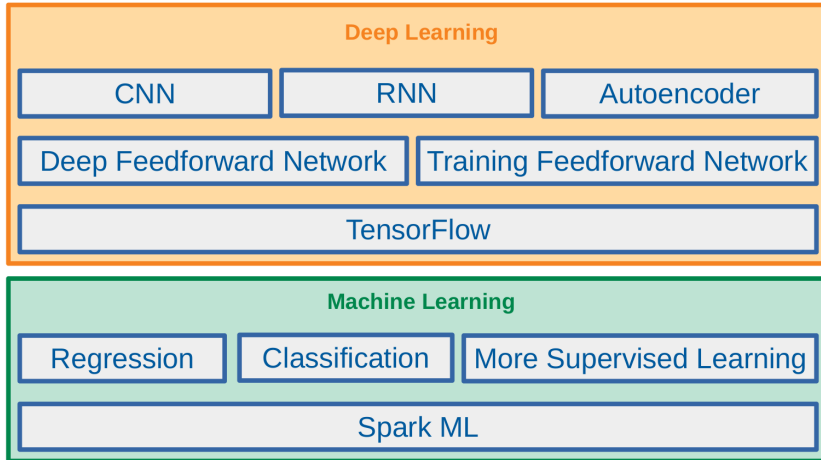 Deep Learning
CNN RNN Autoencoder
Deep Feedforward Network Training Feedforward Network
TensorFlow
Machine Learning
Regression Classification More Supervised Learning
Spark ML